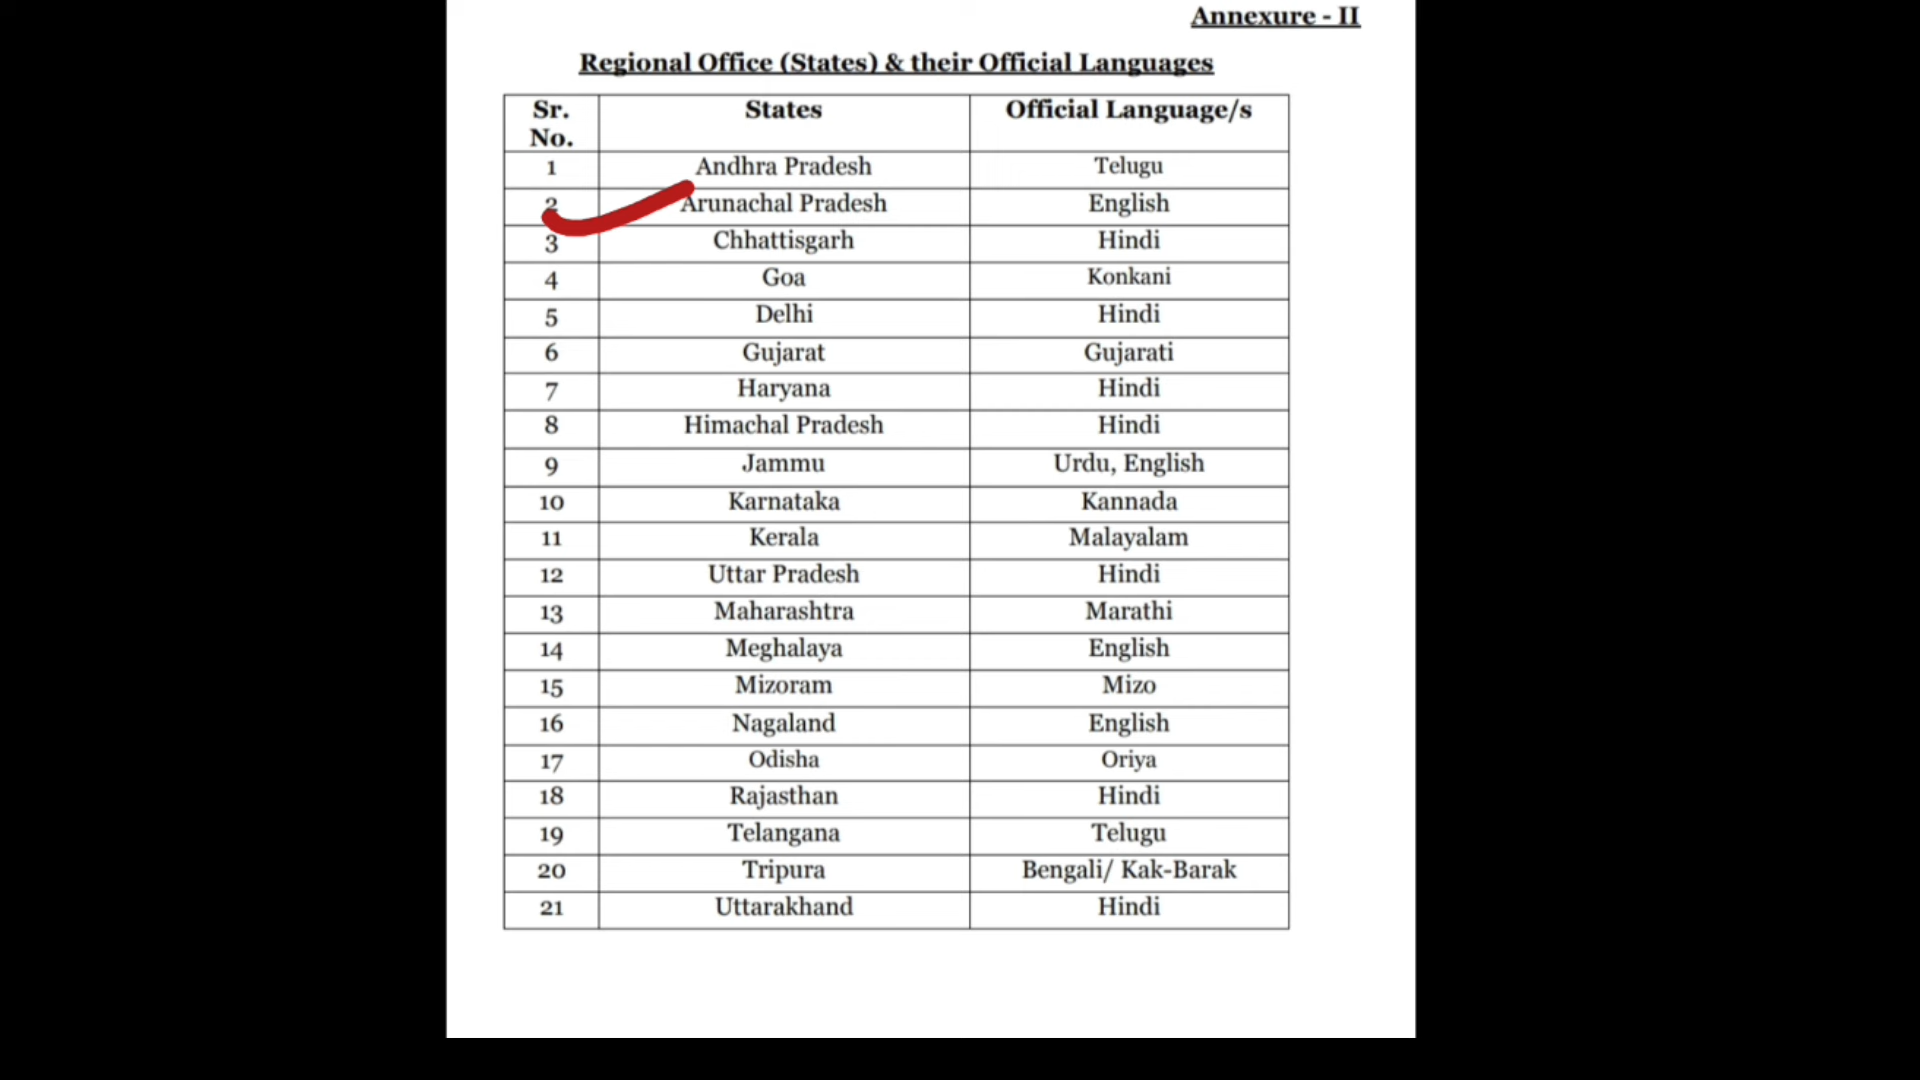 Annexure - II
Regional Office (States) & their Official Languages
Sr. No. States Official Language/s
1 Andhra Pradesh Telugu
2 Arunachal Pradesh English
3 Chhattisgarh Hindi
4 Goa Konkani
5 Delhi Hindi
6 Gujarat Gujarati
7 Haryana Hindi
8 Himachal Pradesh Hindi
9 Jammu Urdu, English
10 Karnataka Kannada
11 Kerala Malayalam
12 Uttar Pradesh Hindi
13 Maharashtra Marathi
14 Meghalaya English
15 Mizoram Mizo
16 Nagaland English
17 Odisha Oriya
18 Rajasthan Hindi
19 Telangana Telugu
20 Tripura Bengali/ Kak-Barak
21 Uttarakhand Hindi